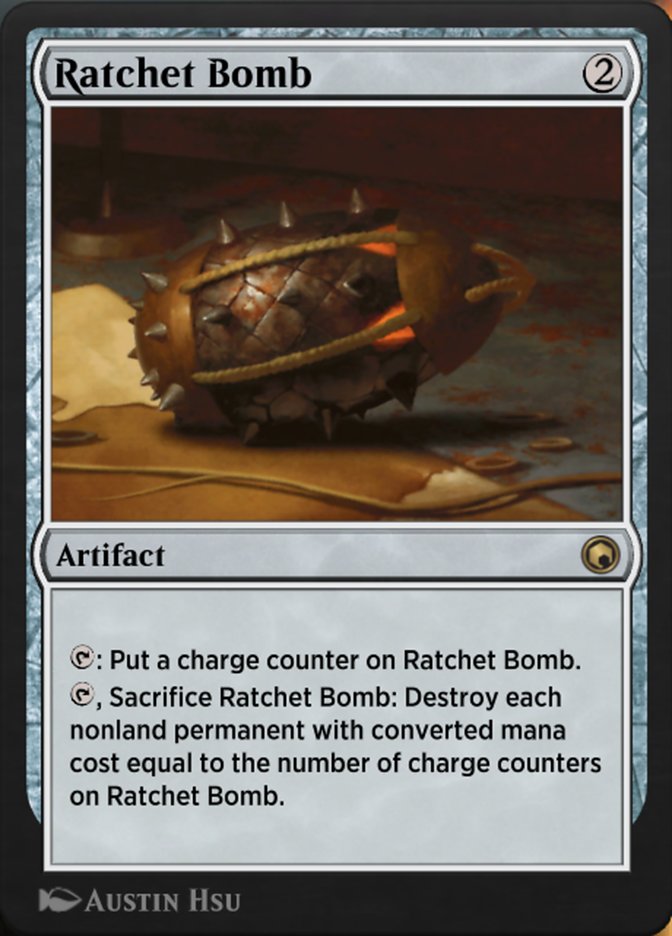 Ratchet Bomb 2
Artifact
: Put a charge counter on Ratchet Bomb.
, Sacrifice Ratchet Bomb: Destroy each
nonland permanent with converted mana
cost equal to the number of charge counters
on Ratchet Bomb.
Austin Hsu